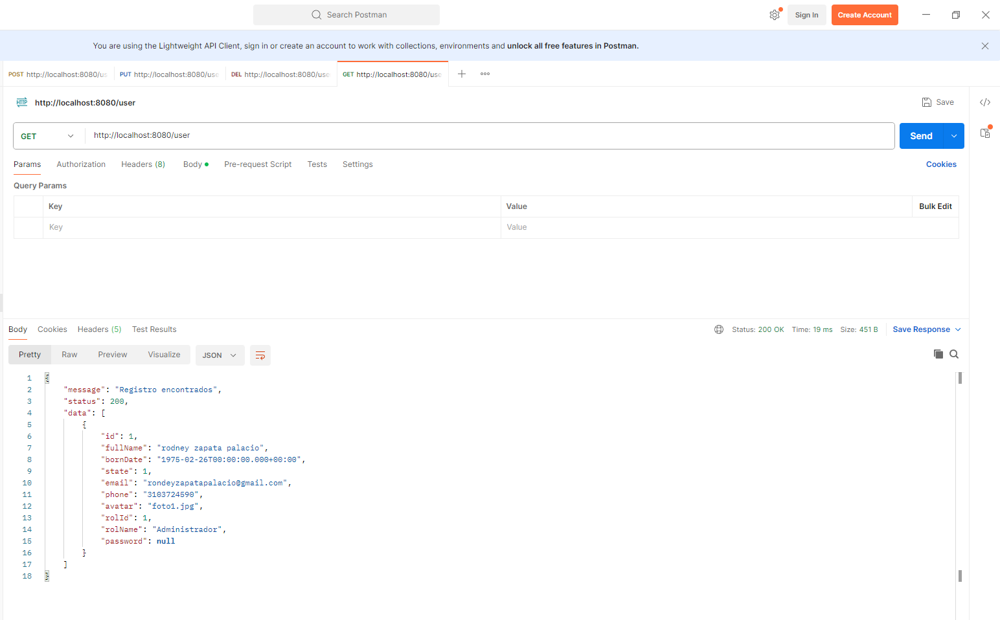 Search Postman
Sign In
Create Account
You are using the Lightweight API Client, sign in or create an account to work with collections, environments and unlock all free features in Postman.
POST http://localhost:8080/us
PUT http://localhost:8080/use
DEL http://localhost:8080/use
GET http://localhost:8080/use
HTTP http://localhost:8080/user
Save
GET http://localhost:8080/user
Send
Params Authorization Headers (8) Body Pre-request Script Tests Settings Cookies
Query Params
Key Value Bulk Edit
Key Value
Body Cookies Headers (5) Test Results Status: 200 OK Time: 19 ms Size: 451 B Save Response
Pretty Raw Preview Visualize JSON
1 {
2 "message": "Registro encontrados",
3 "status": 200,
4 "data": [
5 {
6 "id": 1,
7 "fullName": "rodney zapata palacio",
8 "bornDate": "1975-02-26T00:00:00.000+00:00",
9 "state": 1,
10 "email": "rondeyzapatapalacio@gmail.com",
11 "phone": "3103724590",
12 "avatar": "foto1.jpg",
13 "rolId": 1,
14 "rolName": "Administrador",
15 "password": null
16 }
17 ]
18 }